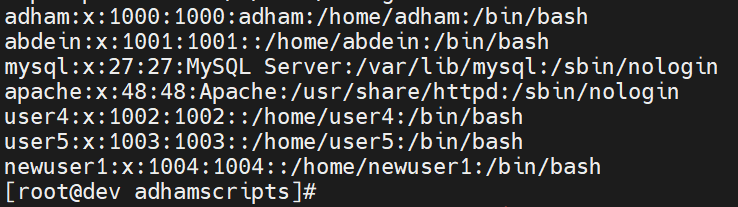 adham:x:1000:1000:adham:/home/adham:/bin/bash
abdein:x:1001:1001::/home/abdein:/bin/bash
mysql:x:27:27:MySQL Server:/var/lib/mysql:/sbin/nologin
apache:x:48:48:Apache:/usr/share/httpd:/sbin/nologin
user4:x:1002:1002::/home/user4:/bin/bash
user5:x:1003:1003::/home/user5:/bin/bash
newuser1:x:1004:1004::/home/newuser1:/bin/bash
[root@dev adhamscripts]#